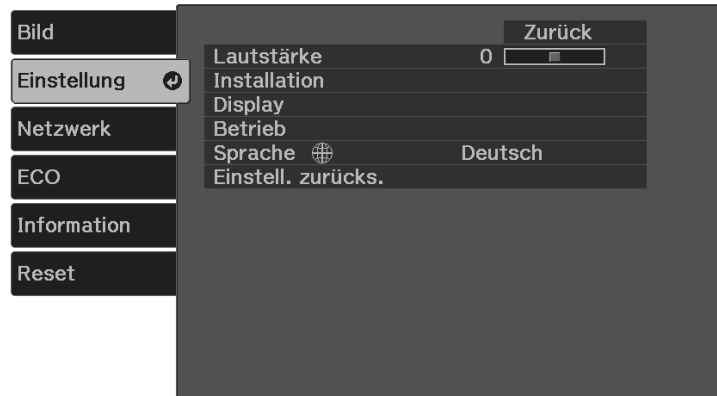 Bild
Einstellung
Netzwerk
ECO
Information
Reset
Zurück
Lautstärke 0
Installation
Display
Betrieb
Sprache Deutsch
Einstell. zurücks.